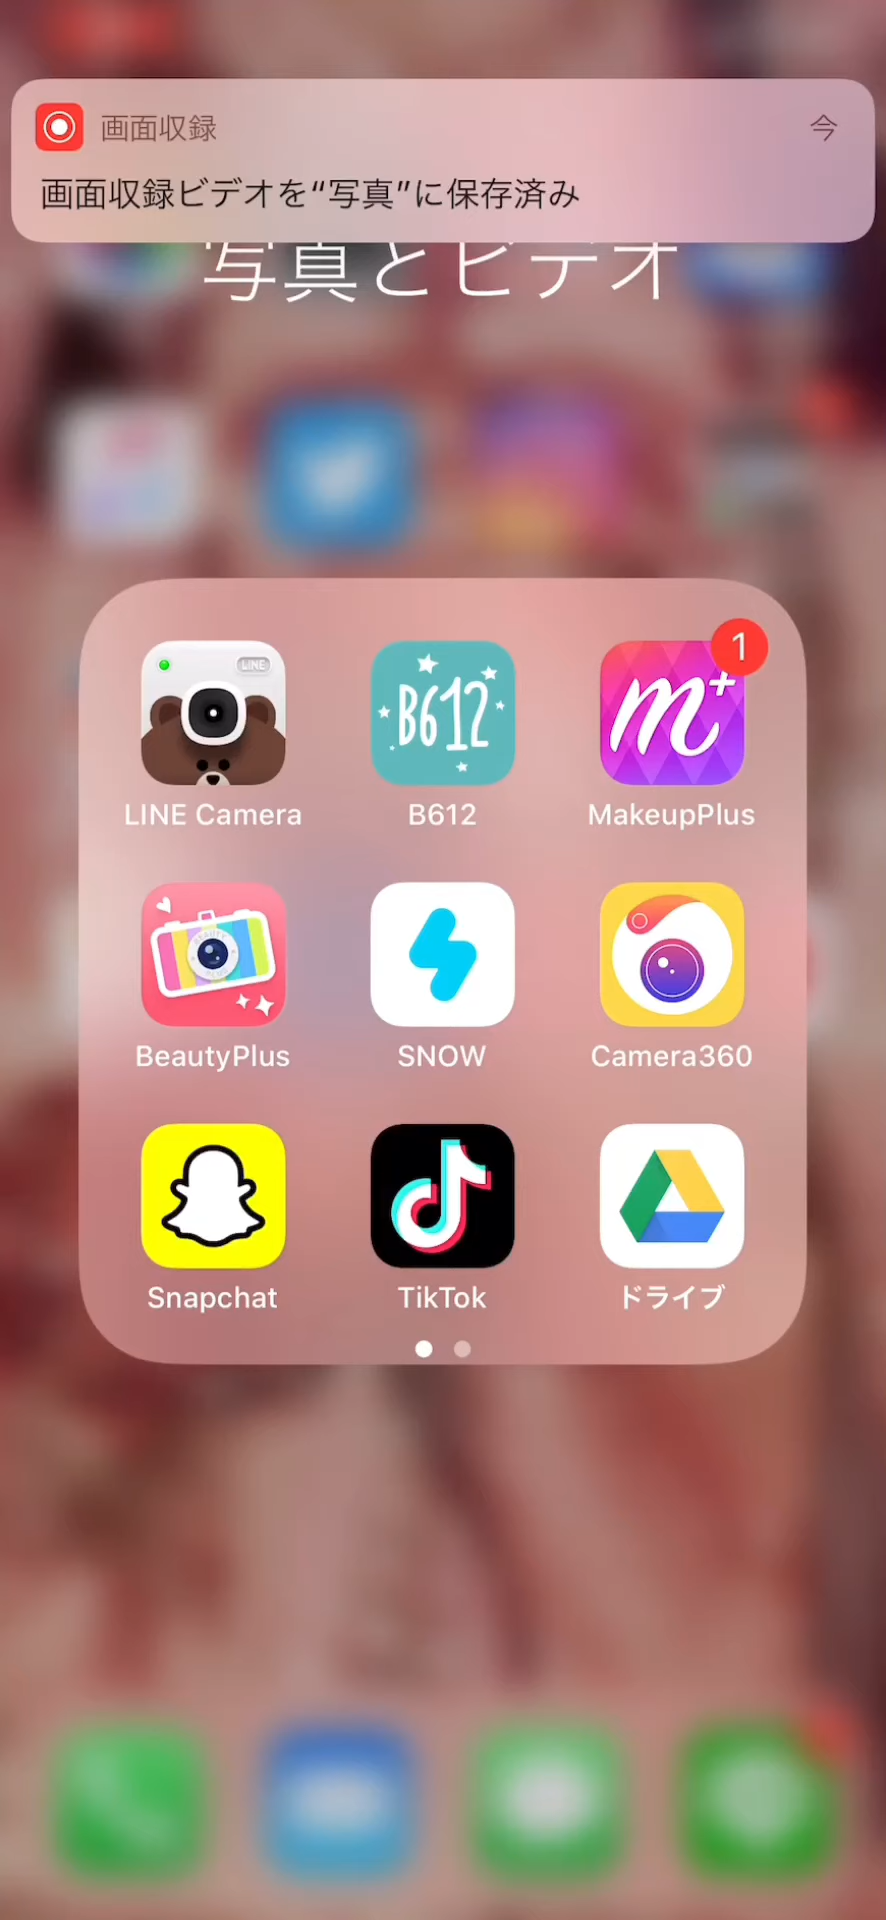 画面収録
今
画面収録ビデオを“写真”に保存済み
写真とビデオ
LINE
B612
m+
1
LINE Camera
B612
MakeupPlus
BeautyPlus
SNOW
Camera360
Snapchat
TikTok
ドライブ